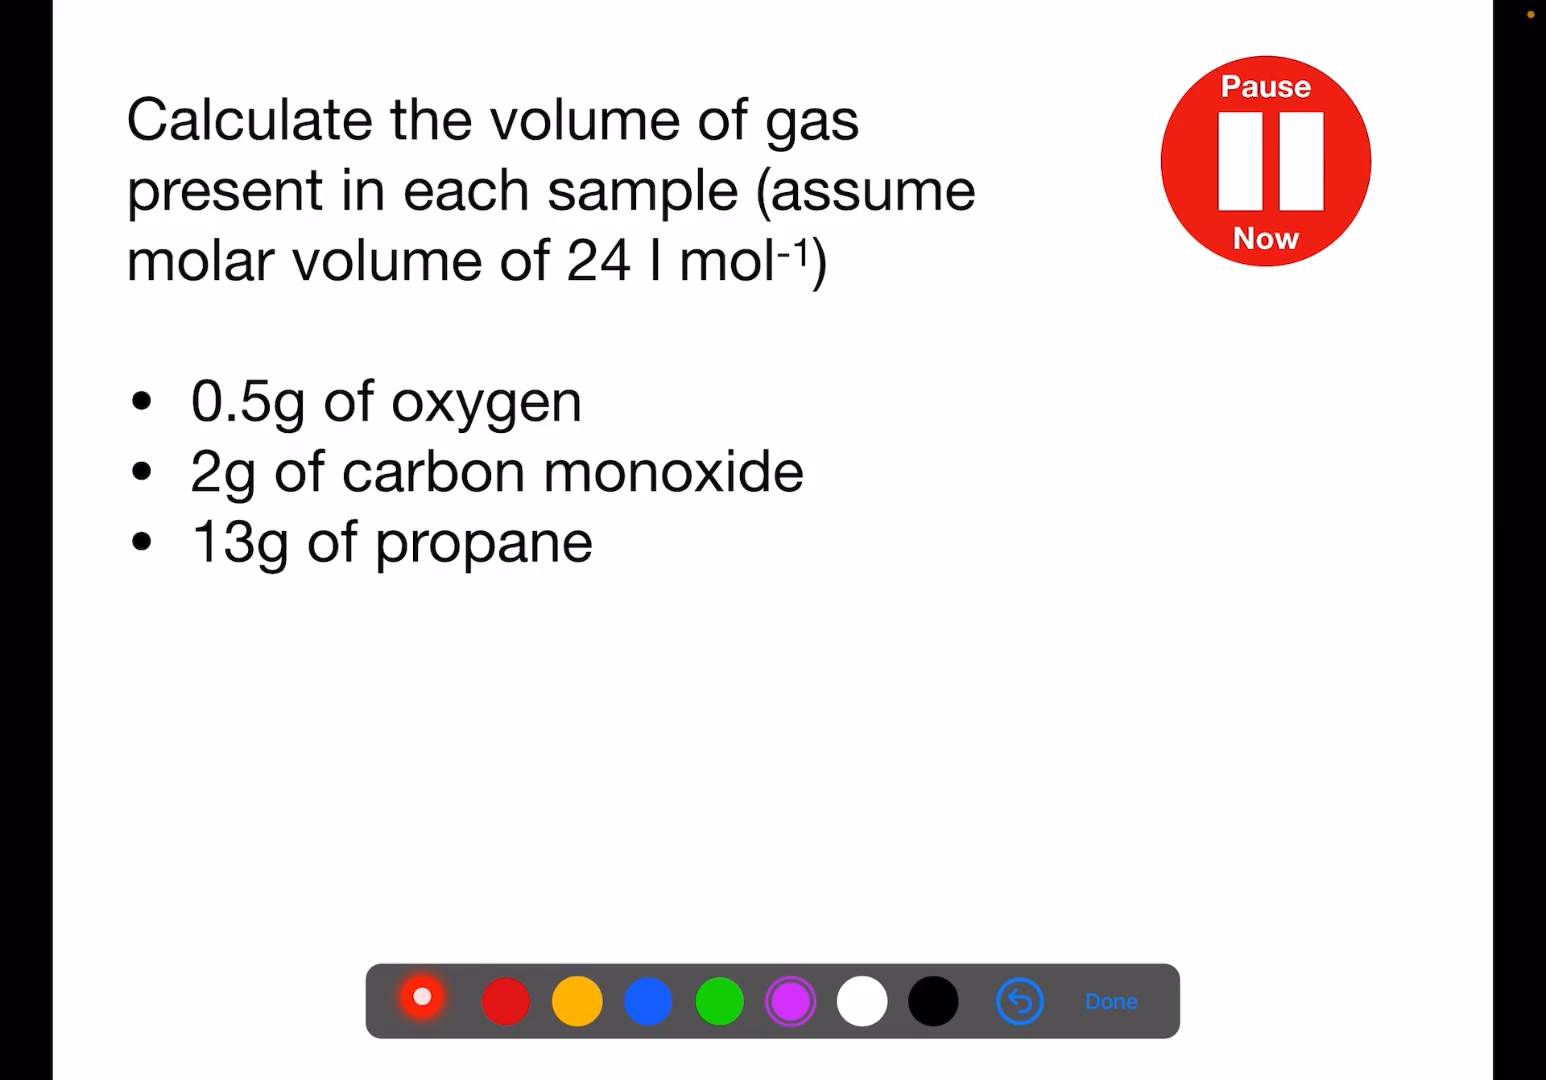 Pause
Calculate the volume of gas
present in each sample (assume
Now
molar volume of 24 l mol⁻¹)
• 0.5g of oxygen
• 2g of carbon monoxide
• 13g of propane
Done